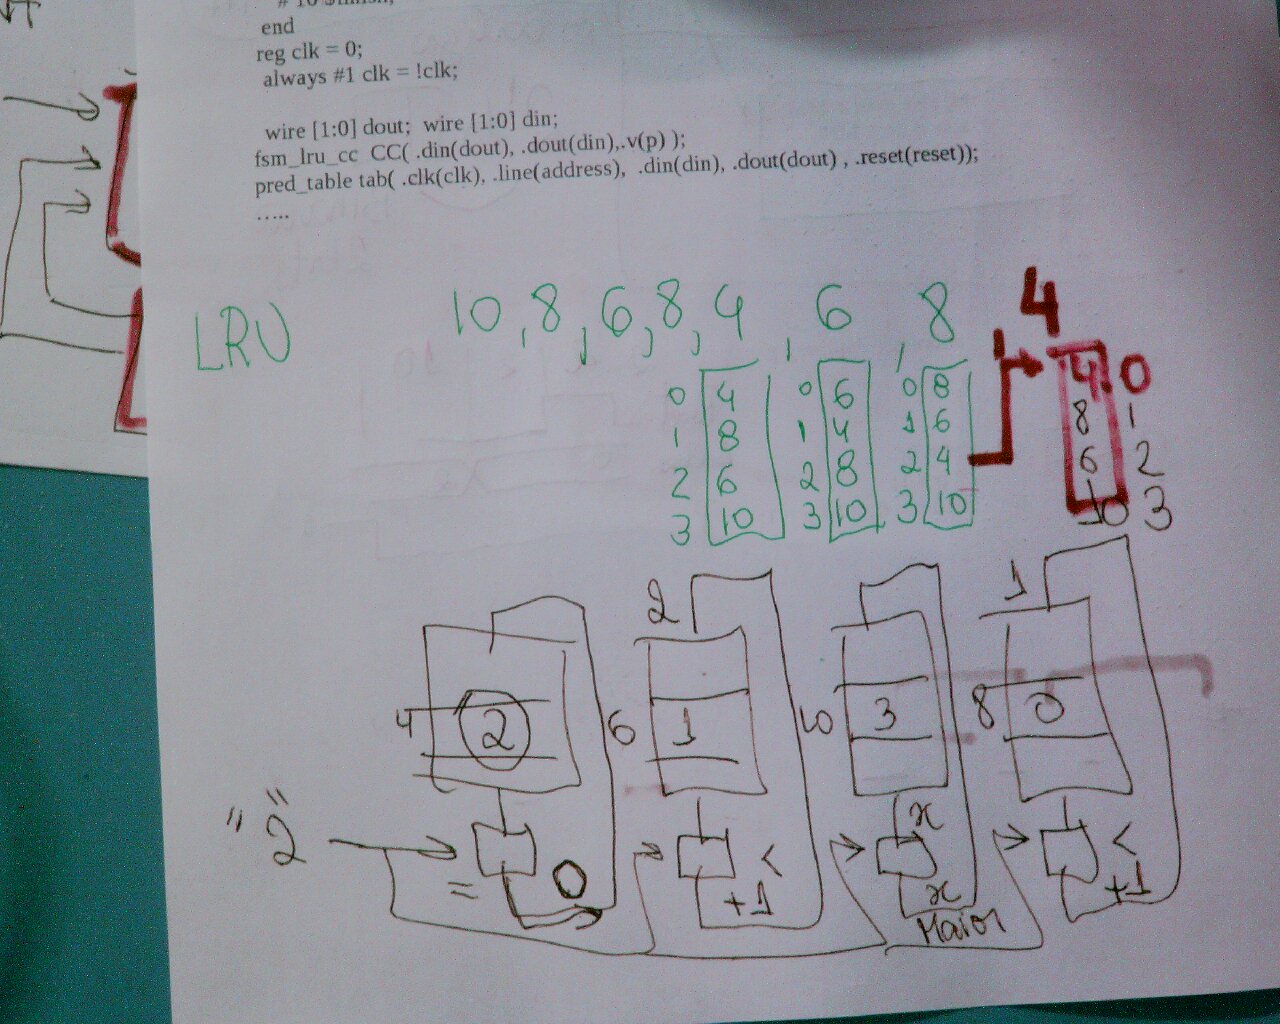 end
reg clk = 0;
always #1 clk = !clk;
wire [1:0] dout; wire [1:0] din;
fsm_lru_cc CC( .din(dout), .dout(din),.v(p) );
pred_table tab( .clk(clk), .line(address), .din(din), .dout(dout) , .reset(reset));
.....
LRU 10, 8, 6, 8, 4, 6, 8 4
0 4 0 6 0 8 4 0
1 8 1 4 1 6 8 1
2 6 2 8 2 4 6 2
3 10 3 10 3 10 10 3
2 1
4 2 6 1 10 3 8 0
"2"
x
= 0 < <
+1 x +1
Maior